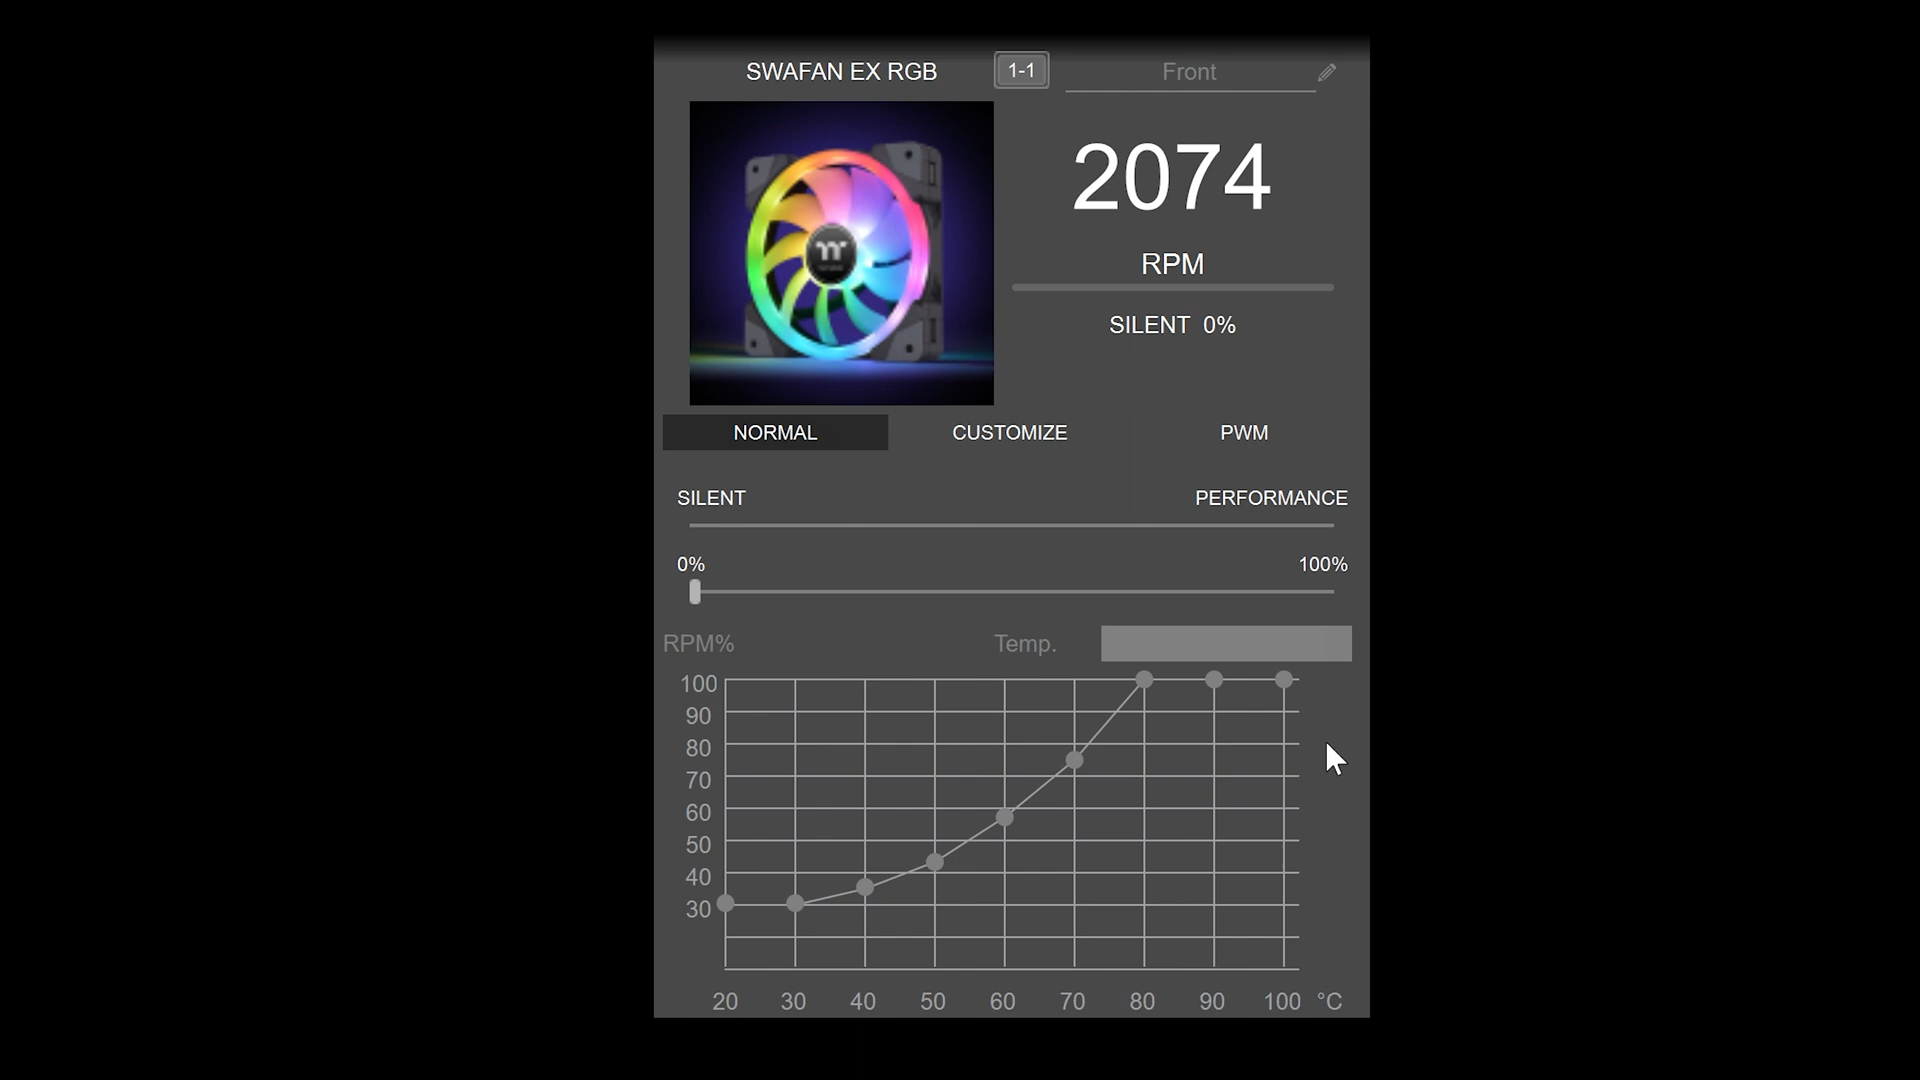 SWAFAN EX RGB 1-1 Front
2074
RPM
SILENT 0%
NORMAL CUSTOMIZE PWM
SILENT PERFORMANCE
0% 100%
RPM% Temp.
100
90
80
70
60
50
40
30
20 30 40 50 60 70 80 90 100 °C